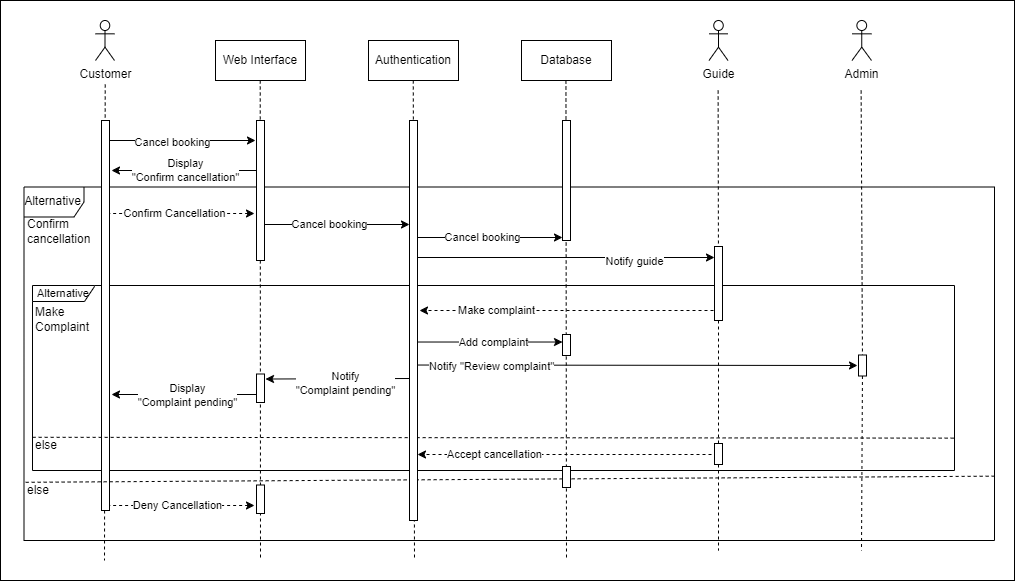 Customer
Web Interface
Authentication
Database
Guide
Admin
Cancel booking
Display
"Confirm cancellation"
Alternative
Confirm
cancellation
Confirm Cancellation
Cancel booking
Cancel booking
Notify guide
Alternative
Make
Complaint
Make complaint
Add complaint
Notify "Review complaint"
Notify
"Complaint pending"
Display
"Complaint pending"
else
Accept cancellation
else
Deny Cancellation